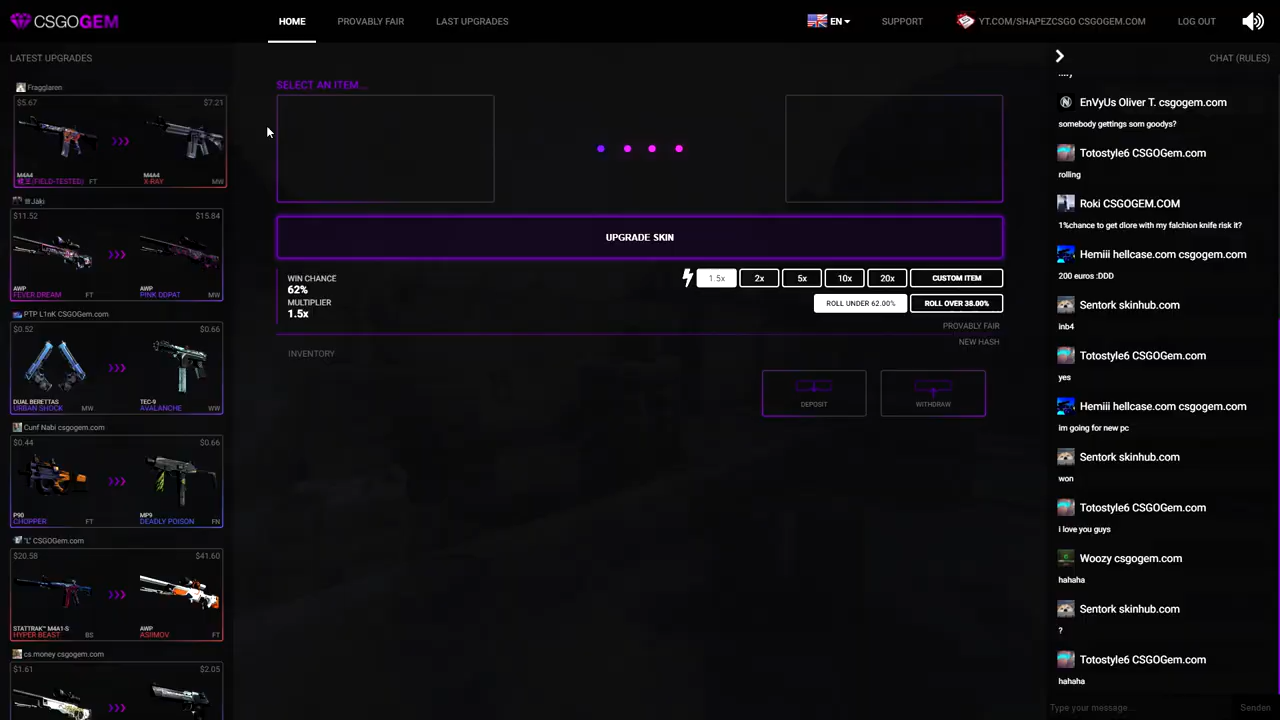 CSGOGEM
HOME
PROVABLY FAIR
LAST UPGRADES
EN
SUPPORT
YT.COM/SHAPEZCSGO CSGOGEM.COM
LOG OUT
LATEST UPGRADES
Fragglaren
$5.67
$7.21
M4A4
(FIELD-TESTED)
FT
M4A4
X-RAY
MW
$11.52
$15.84
AWP
FEVER DREAM
FT
AWP
PINK DDPAT
MW
PTP L1nK CSGOGem.com
$0.52
$0.66
DUAL BERETTAS
URBAN SHOCK
MW
TEC-9
AVALANCHE
WW
Cunf Nabi csgogem.com
$0.44
$0.66
P90
CHOPPER
FT
MP9
DEADLY POISON
FN
"L" CSGOGem.com
$20.58
$41.60
STATTRAK™ M4A1-S
HYPER BEAST
BS
AWP
ASIIMOV
FT
cs.money csgogem.com
$1.61
$2.05
SELECT AN ITEM...
UPGRADE SKIN
WIN CHANCE
62%
MULTIPLIER
1.5x
1.5x
2x
5x
10x
20x
CUSTOM ITEM
ROLL UNDER 62.00%
ROLL OVER 38.00%
PROVABLY FAIR
NEW HASH
INVENTORY
DEPOSIT
WITHDRAW
CHAT (RULES)
EnVyUs Oliver T. csgogem.com
somebody gettings som goodys?
Totostyle6 CSGOGem.com
rolling
Roki CSGOGEM.COM
1%chance to get dlore with my falchion knife risk it?
Hemiii hellcase.com csgogem.com
200 euros :DDD
Sentork skinhub.com
inb4
Totostyle6 CSGOGem.com
yes
Hemiii hellcase.com csgogem.com
im going for new pc
Sentork skinhub.com
won
Totostyle6 CSGOGem.com
i love you guys
Woozy csgogem.com
hahaha
Sentork skinhub.com
?
Totostyle6 CSGOGem.com
hahaha
Type your message...
Senden